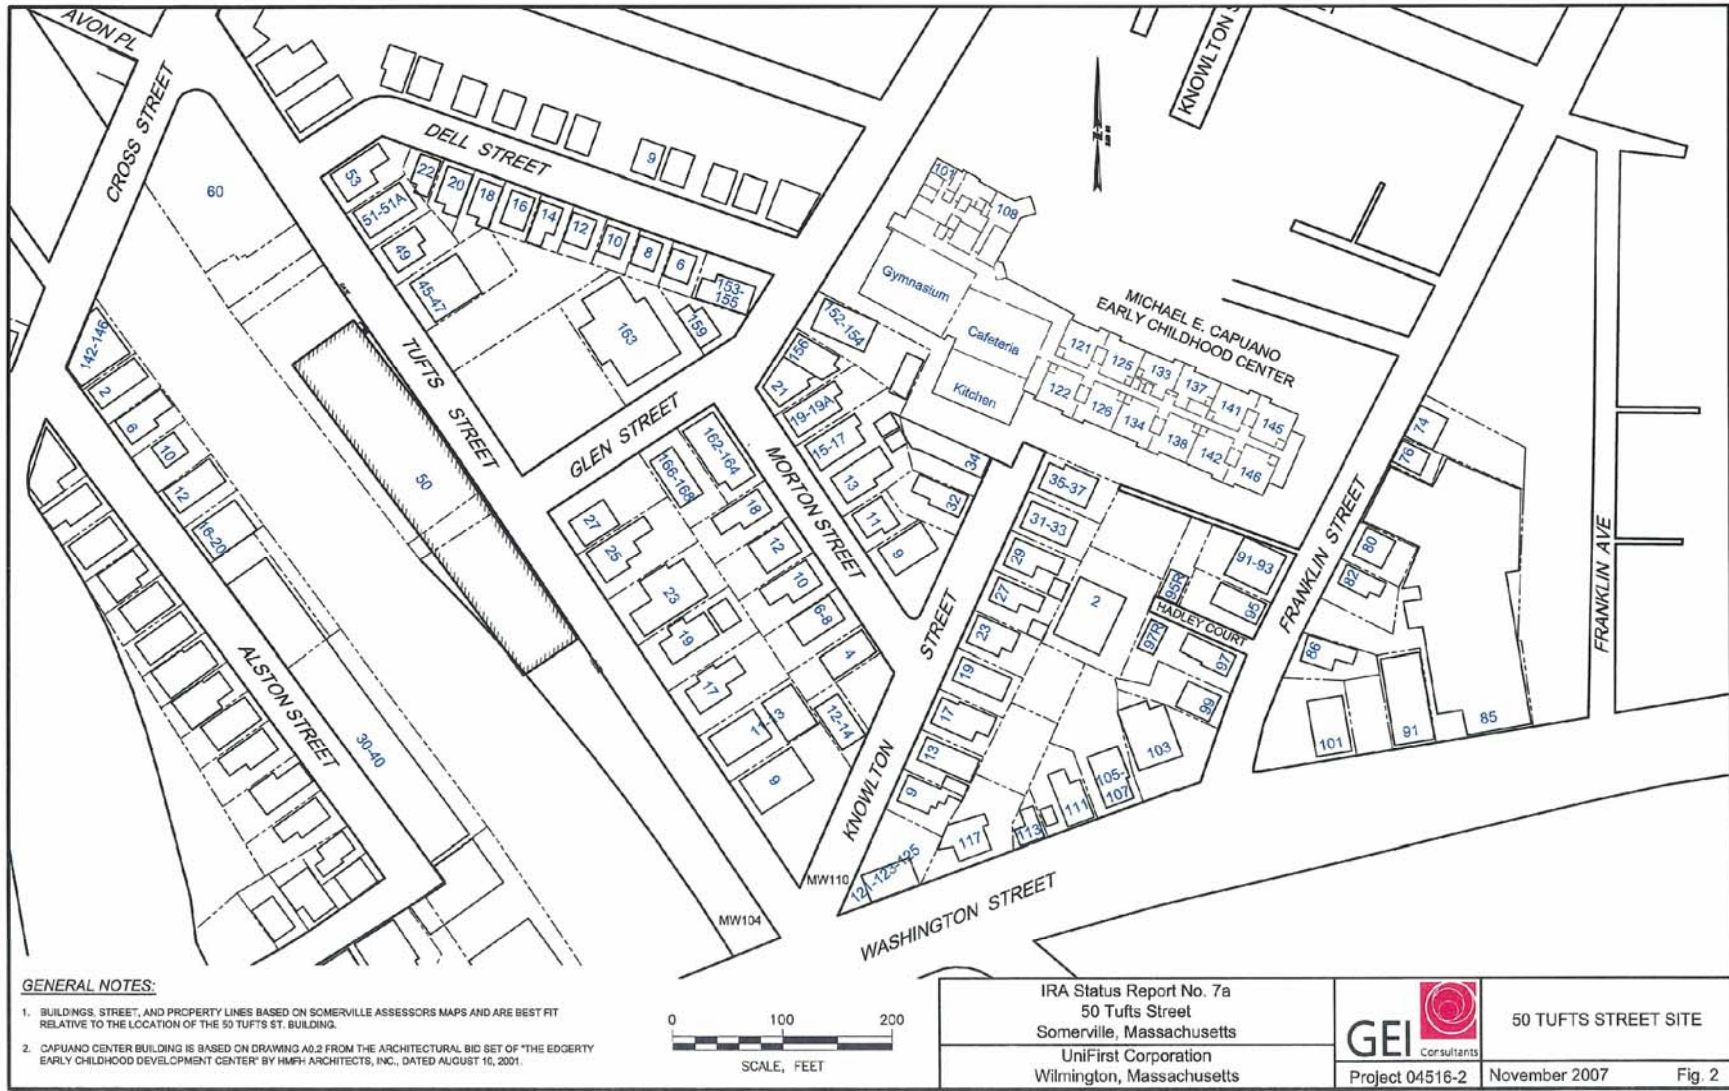 AVON PL
CROSS STREET
KNOWLTON S
DELL STREET
60
53
51-51A
49
45-47
22
20
18
16
14
12
10
8
6
153-
155
9
159
163
101
108
Gymnasium
Cafeteria
Kitchen
MICHAEL E. CAPUANO
EARLY CHILDHOOD CENTER
121
125
133
137
141
145
122
126
134
138
142
146
152-154
156
21
19-19A
15-17
13
11
9
34
32
TUFTS STREET
GLEN STREET
MORTON STREET
142-146
2
6
10
12
16-20
50
30-40
ALSTON STREET
162-164
166-168
18
12
10
6-8
4
12-14
27
25
23
19
17
11-13
9
35-37
31-33
29
27
23
19
17
13
9
2
91-93
95R
95
HADLEY COURT
97R
97
99
103
105-
107
111
113
117
121-123-125
KNOWLTON STREET
FRANKLIN STREET
FRANKLIN AVE
74
76
80
82
86
101
91
85
MW110
MW104
WASHINGTON STREET
GENERAL NOTES:
1. BUILDINGS, STREET, AND PROPERTY LINES BASED ON SOMERVILLE ASSESSORS MAPS AND ARE BEST FIT
RELATIVE TO THE LOCATION OF THE 50 TUFTS ST. BUILDING.
2. CAPUANO CENTER BUILDING IS BASED ON DRAWING A0.2 FROM THE ARCHITECTURAL BID SET OF "THE EDGERTY
EARLY CHILDHOOD DEVELOPMENT CENTER" BY HMFH ARCHITECTS, INC., DATED AUGUST 10, 2001.
0 100 200
SCALE, FEET
IRA Status Report No. 7a
50 Tufts Street
Somerville, Massachusetts
UniFirst Corporation
Wilmington, Massachusetts
GEI Consultants
Project 04516-2
50 TUFTS STREET SITE
November 2007 Fig. 2